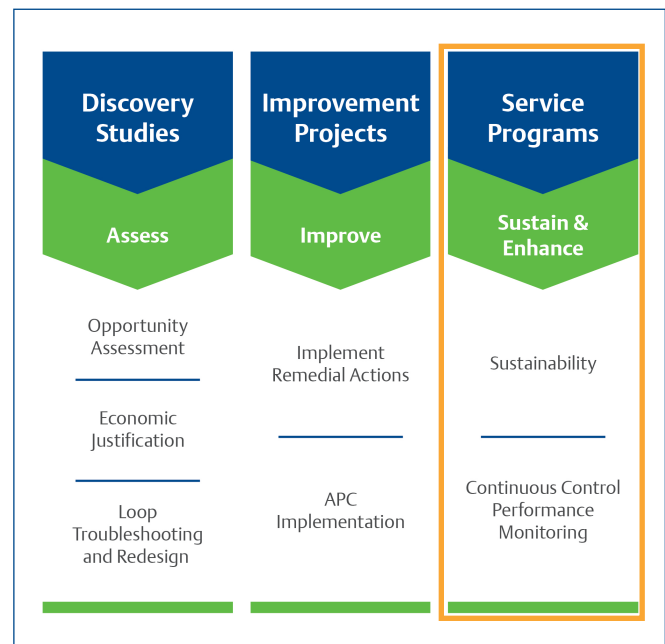 Discovery
Studies
Assess
Opportunity
Assessment
Economic
Justification
Loop
Troubleshooting
and Redesign
Improvement
Projects
Improve
Implement
Remedial Actions
APC
Implementation
Service
Programs
Sustain &
Enhance
Sustainability
Continuous Control
Performance
Monitoring